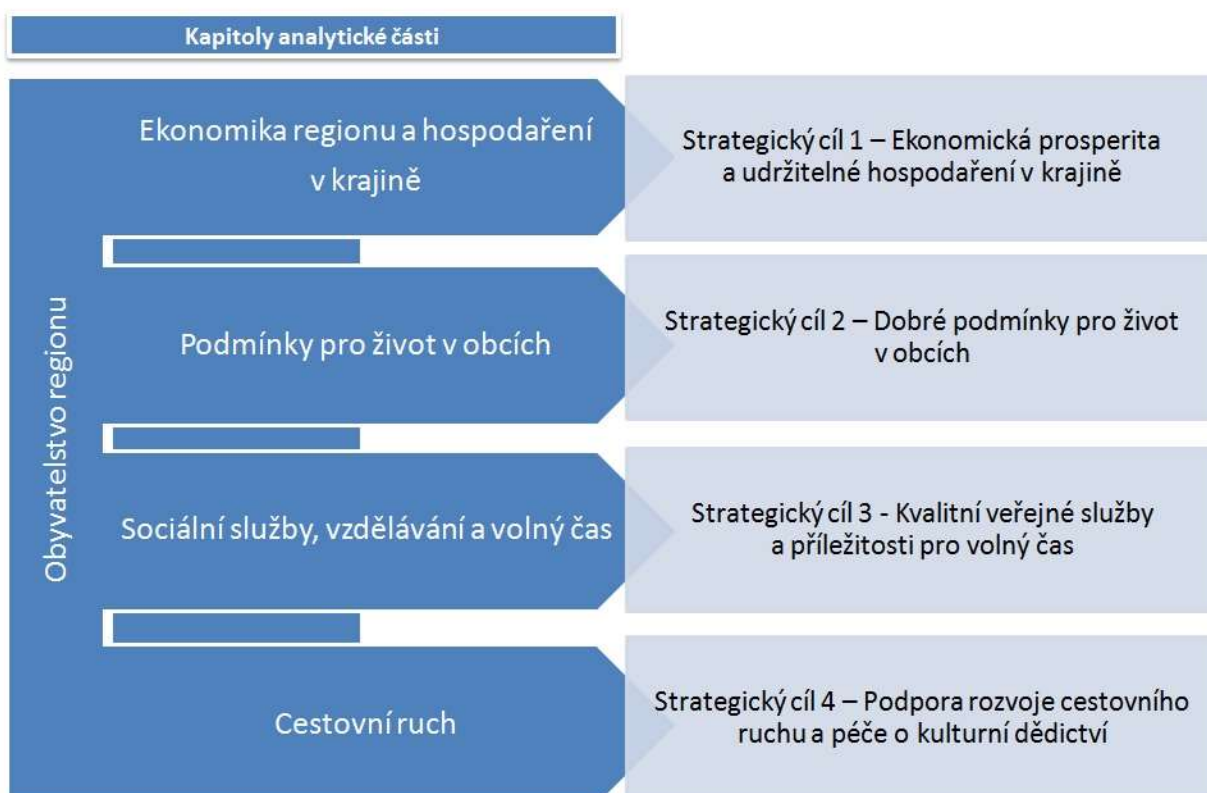 Kapitoly analytické části
Obyvatelstvo regionu
Ekonomika regionu a hospodaření
v krajině
Strategický cíl 1 – Ekonomická prosperita
a udržitelné hospodaření v krajině
Podmínky pro život v obcích
Strategický cíl 2 – Dobré podmínky pro život
v obcích
Sociální služby, vzdělávání a volný čas
Strategický cíl 3 - Kvalitní veřejné služby
a příležitosti pro volný čas
Cestovní ruch
Strategický cíl 4 – Podpora rozvoje cestovního
ruchu a péče o kulturní dědictví